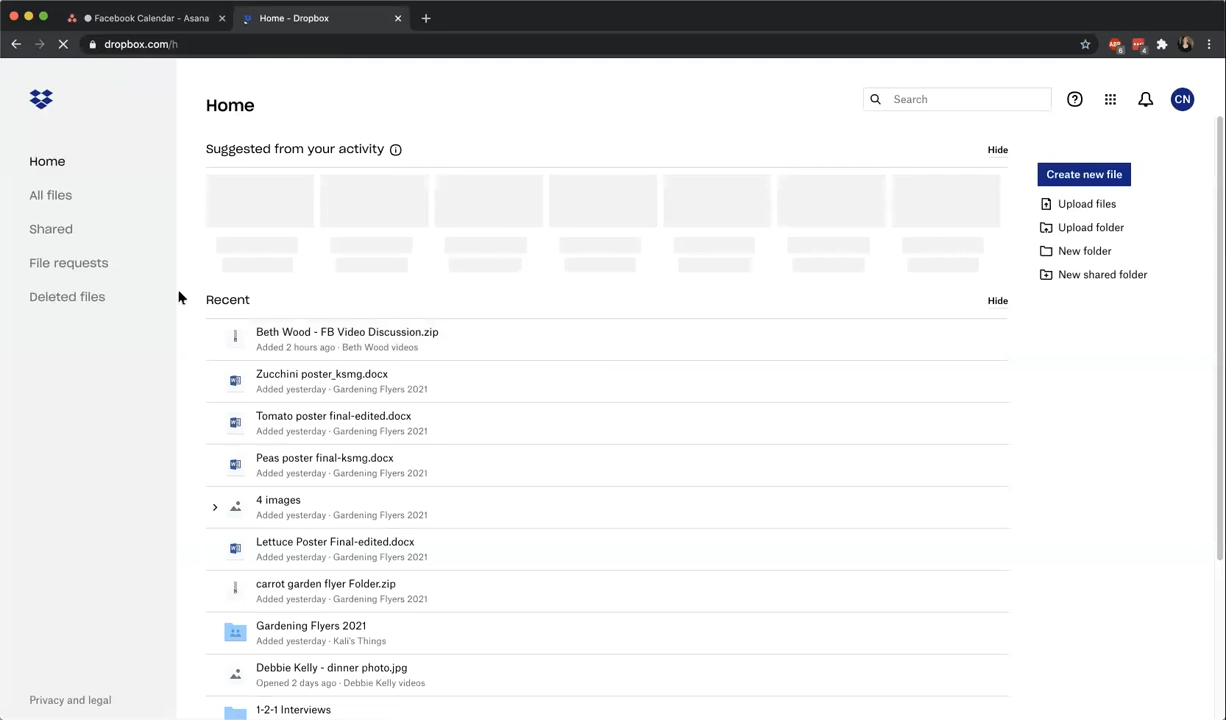 Facebook Calendar - Asana
Home - Dropbox
dropbox.com/h
6
4
Home
Search
CN
Suggested from your activity
Hide
Create new file
Home
Upload files
All files
Upload folder
Shared
New folder
File requests
New shared folder
Deleted files
Recent
Hide
Beth Wood - FB Video Discussion.zip
Added 2 hours ago · Beth Wood videos
Zucchini poster_ksmg.docx
Added yesterday · Gardening Flyers 2021
Tomato poster final-edited.docx
Added yesterday · Gardening Flyers 2021
Peas poster final-ksmg.docx
Added yesterday · Gardening Flyers 2021
4 images
Added yesterday · Gardening Flyers 2021
Lettuce Poster Final-edited.docx
Added yesterday · Gardening Flyers 2021
carrot garden flyer Folder.zip
Added yesterday · Gardening Flyers 2021
Gardening Flyers 2021
Added yesterday · Kali's Things
Debbie Kelly - dinner photo.jpg
Opened 2 days ago · Debbie Kelly videos
1-2-1 Interviews
Privacy and legal